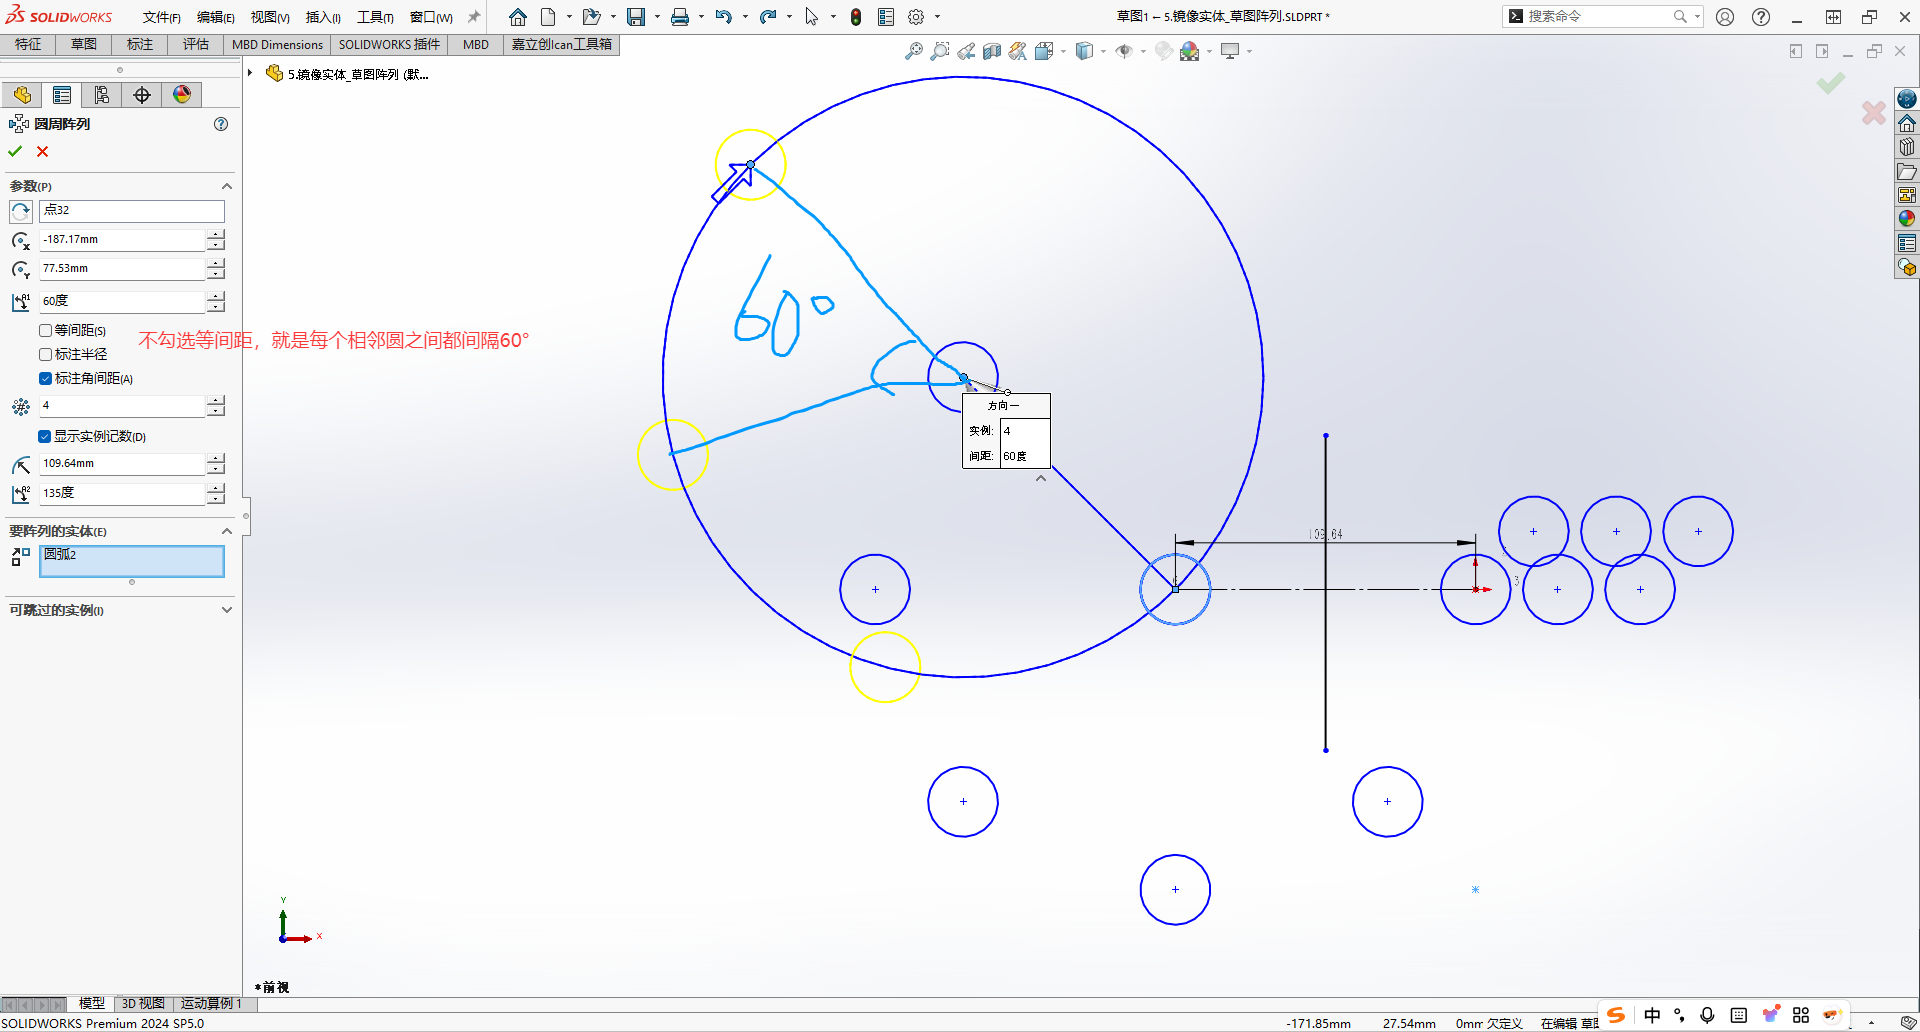 SOLIDWORKS 文件(F) 编辑(E) 视图(V) 插入(I) 工具(T) 窗口(W) 草图1 ← 5.镜像实体_草图阵列.SLDPRT * 搜索命令
特征 草图 标注 评估 MBD Dimensions SOLIDWORKS 插件 MBD 嘉立创Ican工具箱
5.镜像实体_草图阵列 (默...
圆周阵列
参数(P)
点32
-187.17mm
77.53mm
60度
等间距(S)
不勾选等间距，就是每个相邻圆之间都间隔60°
标注半径
标注角间距(A)
4
显示实例记数(D)
109.64mm
135度
要阵列的实体(E)
圆弧2
可跳过的实例(I)
60°
方向一
实例: 4
间距: 60度
109.64
3
Y
X
*前视
模型 3D 视图 运动算例 1
SOLIDWORKS Premium 2024 SP5.0 -171.85mm 27.54mm 0mm 欠定义 在编辑 草图
中